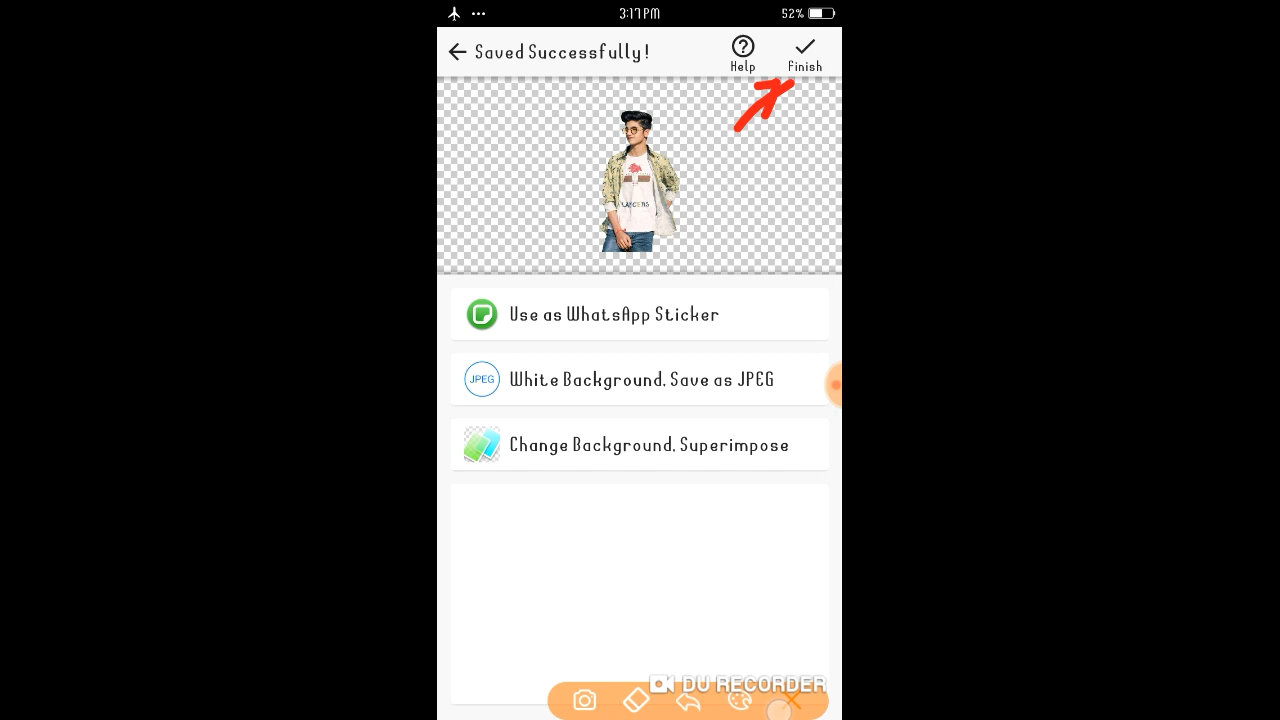 3:17 PM
52%
Saved Successfully!
Help
Finish
Use as WhatsApp Sticker
JPEG
White Background, Save as JPEG
Change Background, Superimpose
DU RECORDER